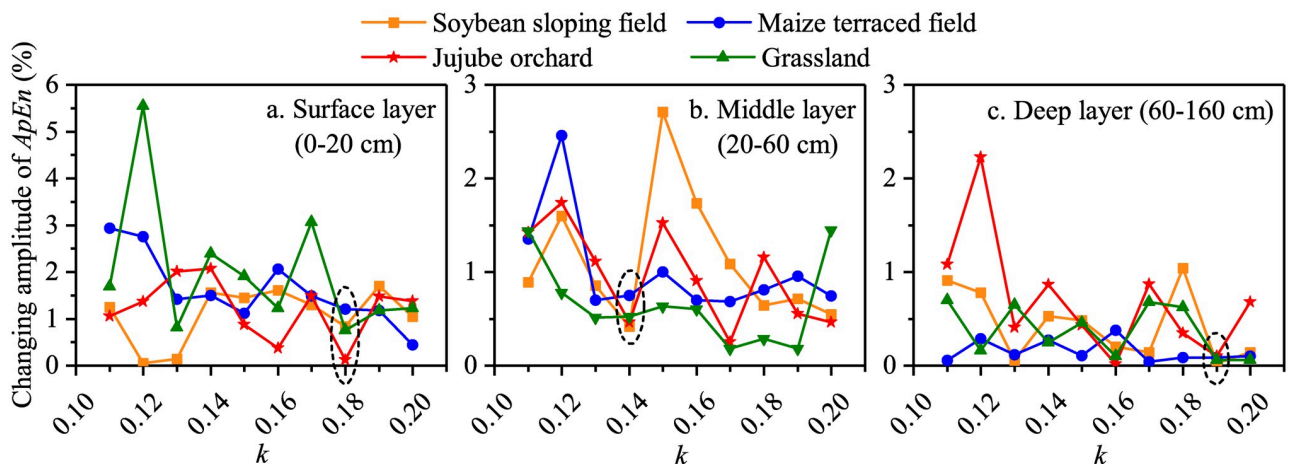 Soybean sloping field Maize terraced field
Jujube orchard Grassland
Changing amplitude of ApEn (%)
6
5
4
3
2
1
0
a. Surface layer
(0-20 cm)
0.10 0.12 0.14 0.16 0.18 0.20
k
3
2
1
0
b. Middle layer
(20-60 cm)
0.10 0.12 0.14 0.16 0.18 0.20
k
3
2
1
0
c. Deep layer (60-160 cm)
0.10 0.12 0.14 0.16 0.18 0.20
k